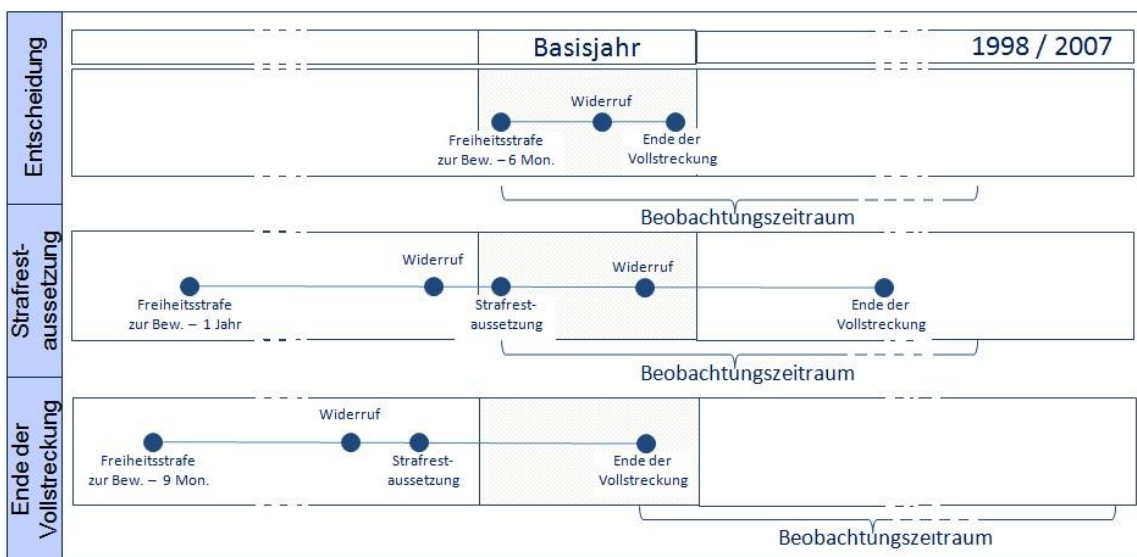 Basisjahr
1998 / 2007
Entscheidung
Widerruf
Freiheitsstrafe
zur Bew. – 6 Mon.
Ende der
Vollstreckung
Beobachtungszeitraum
Strafrest-
aussetzung
Widerruf
Widerruf
Freiheitsstrafe
zur Bew. – 1 Jahr
Strafrest-
aussetzung
Ende der
Vollstreckung
Beobachtungszeitraum
Ende der
Vollstreckung
Widerruf
Freiheitsstrafe
zur Bew. – 9 Mon.
Strafrest-
aussetzung
Ende der
Vollstreckung
Beobachtungszeitraum